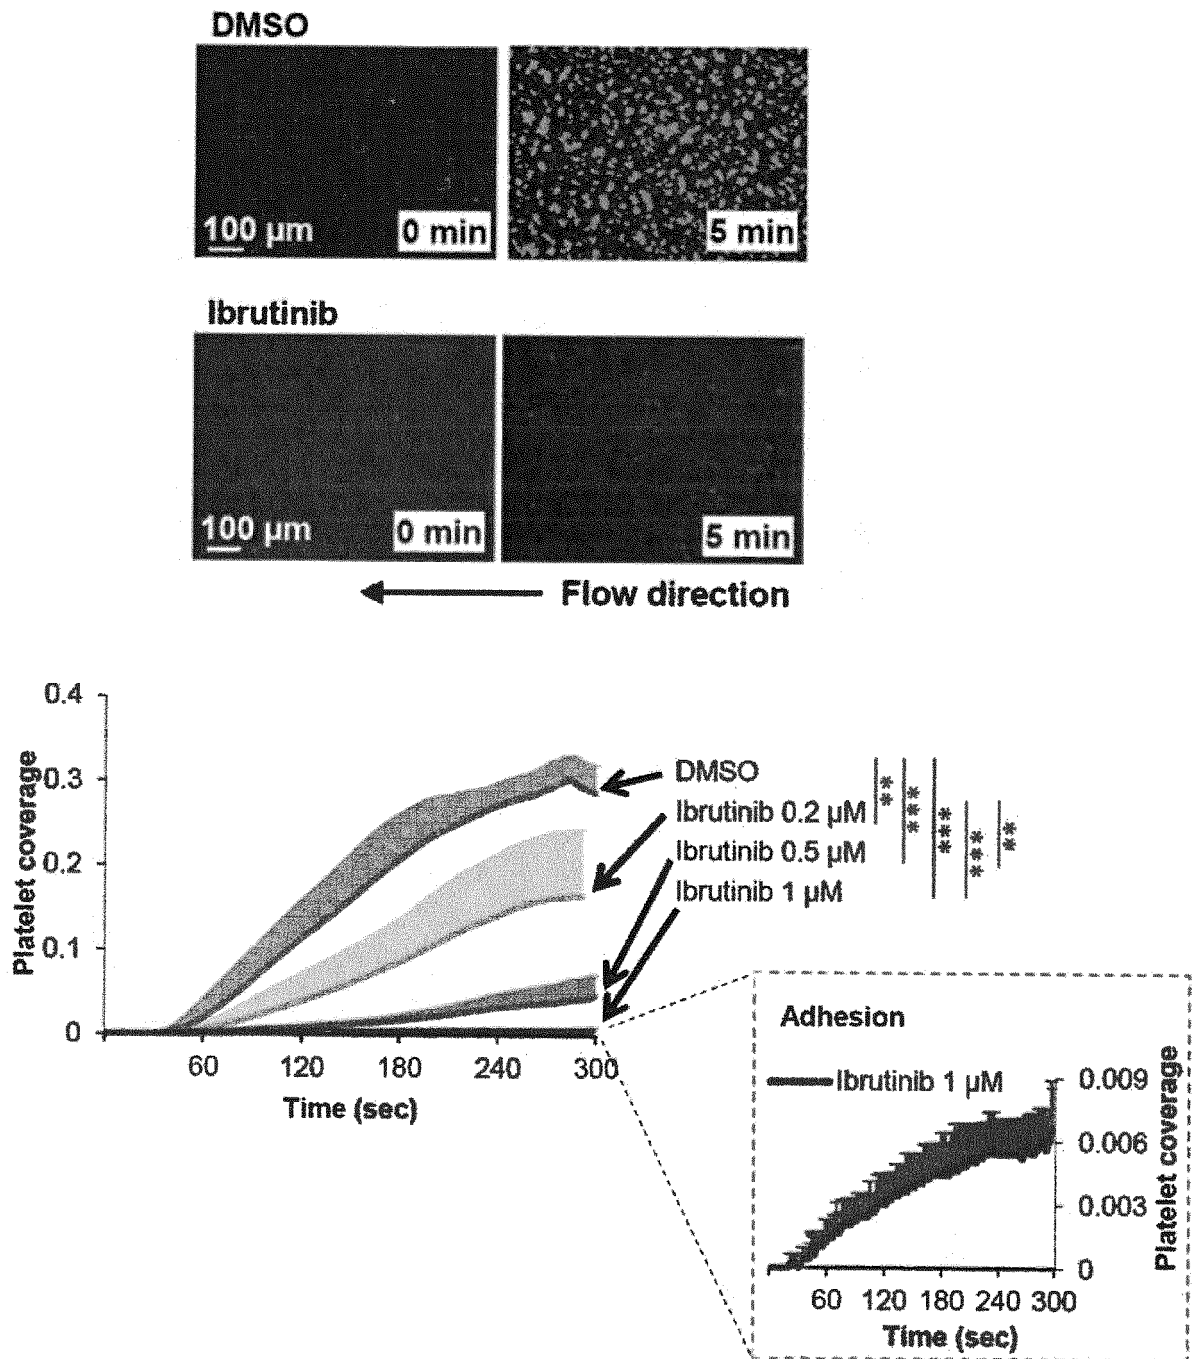 DMSO
100 µm
0 min
5 min
Ibrutinib
100 µm
0 min
5 min
Flow direction
0.4
0.3
0.2
0.1
0
Platelet coverage
60
120
180
240
300
Time (sec)
DMSO
Ibrutinib 0.2 µM
Ibrutinib 0.5 µM
Ibrutinib 1 µM
**
***
***
***
**
Adhesion
Ibrutinib 1 µM
0.009
0.006
0.003
0
Platelet coverage
60
120
180
240
300
Time (sec)